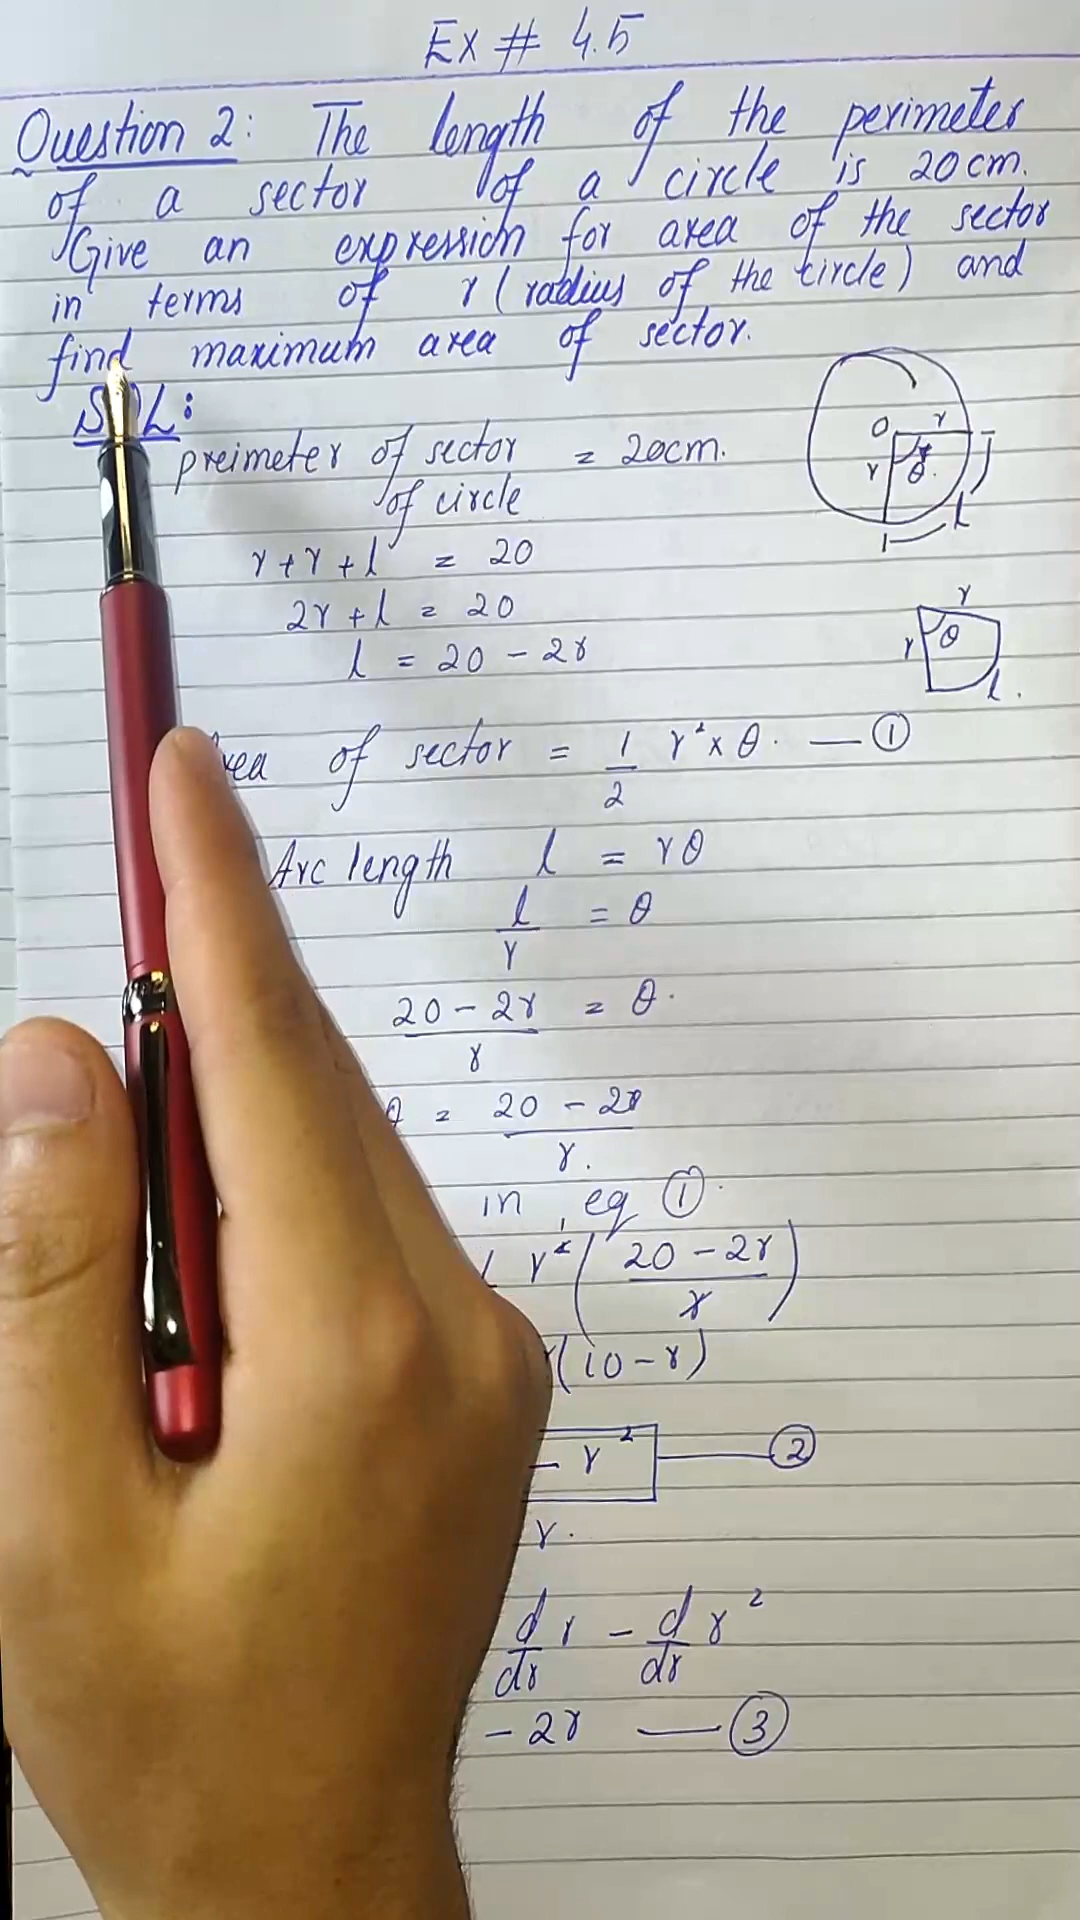 Ex # 4.5
Question 2: The length of the perimeter
of a sector of a circle is 20cm.
Give an expression for area of the sector
in terms of r (radius of the circle) and
find maximum area of sector.
SOL:
preimeter of sector = 20cm.
of circle
r + r + l = 20
2r + l = 20
l = 20 - 2r
O r
r θ
l
r
r θ
l.
of sector = 1/2 r² × θ. — ①
Arc length l = rθ
l/r = θ
20 - 2r / r = θ.
θ = 20 - 2r / r.
in eq ①.
r² ( 20 - 2r / r )
(10 - r)
- r² — ②
r.
d/dr r - d/dr r²
- 2r — ③